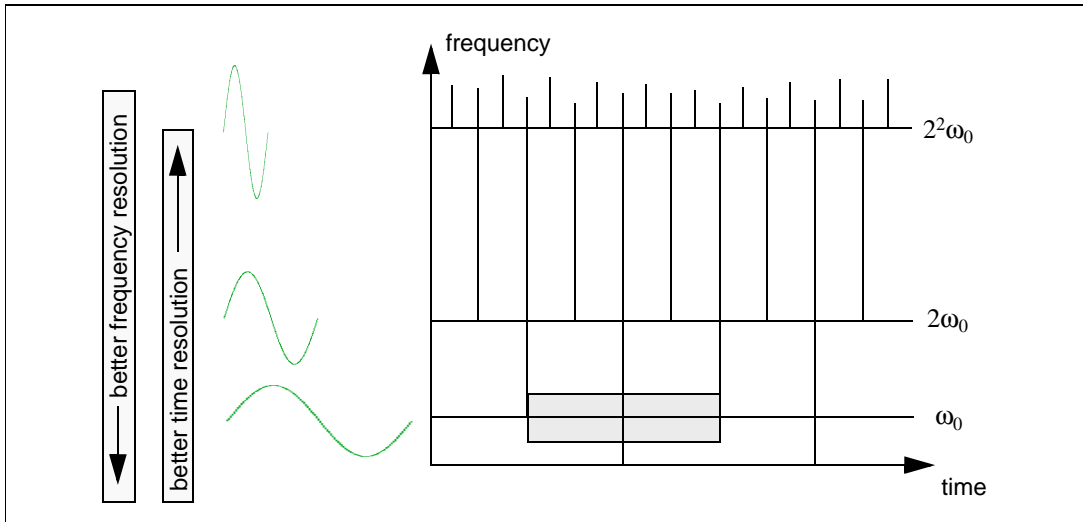 frequency
2²ω₀
better frequency resolution
better time resolution
2ω₀
ω₀
time